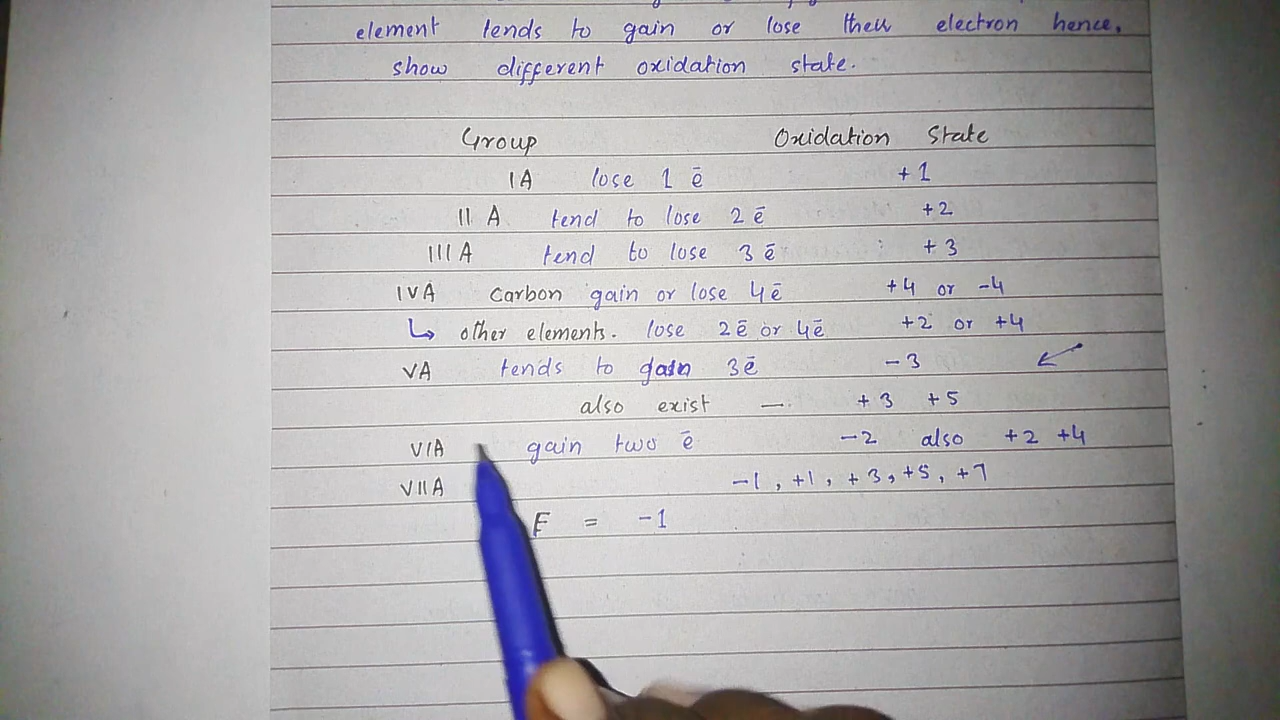 element tends to gain or lose their electron hence,
show different oxidation state.
Group Oxidation State
IA lose 1 ē +1
II A tend to lose 2 ē +2
III A tend to lose 3 ē +3
IVA Carbon gain or lose 4ē +4 or -4
↳ other elements. lose 2ē or 4ē +2 or +4
VA tends to gain 3ē -3
also exist — +3 +5
VIA gain two ē -2 also +2 +4
VIIA -1, +1, +3, +5, +7
F = -1